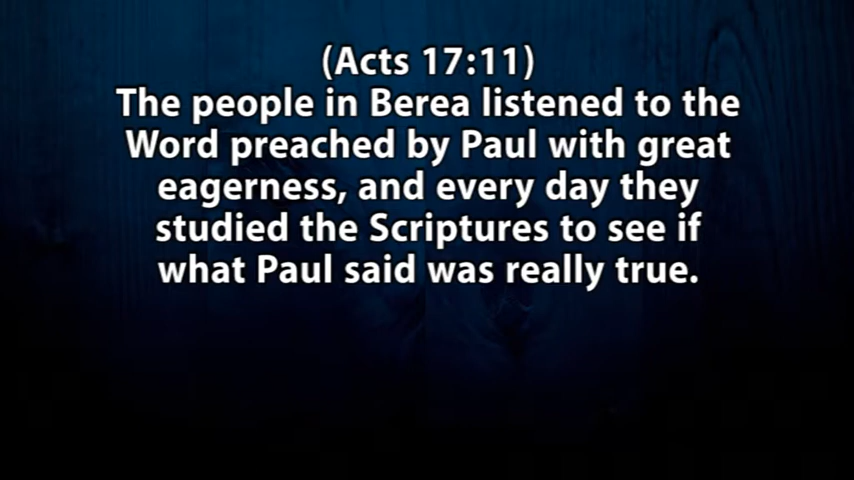 (Acts 17:11)
The people in Berea listened to the
Word preached by Paul with great
eagerness, and every day they
studied the Scriptures to see if
what Paul said was really true.